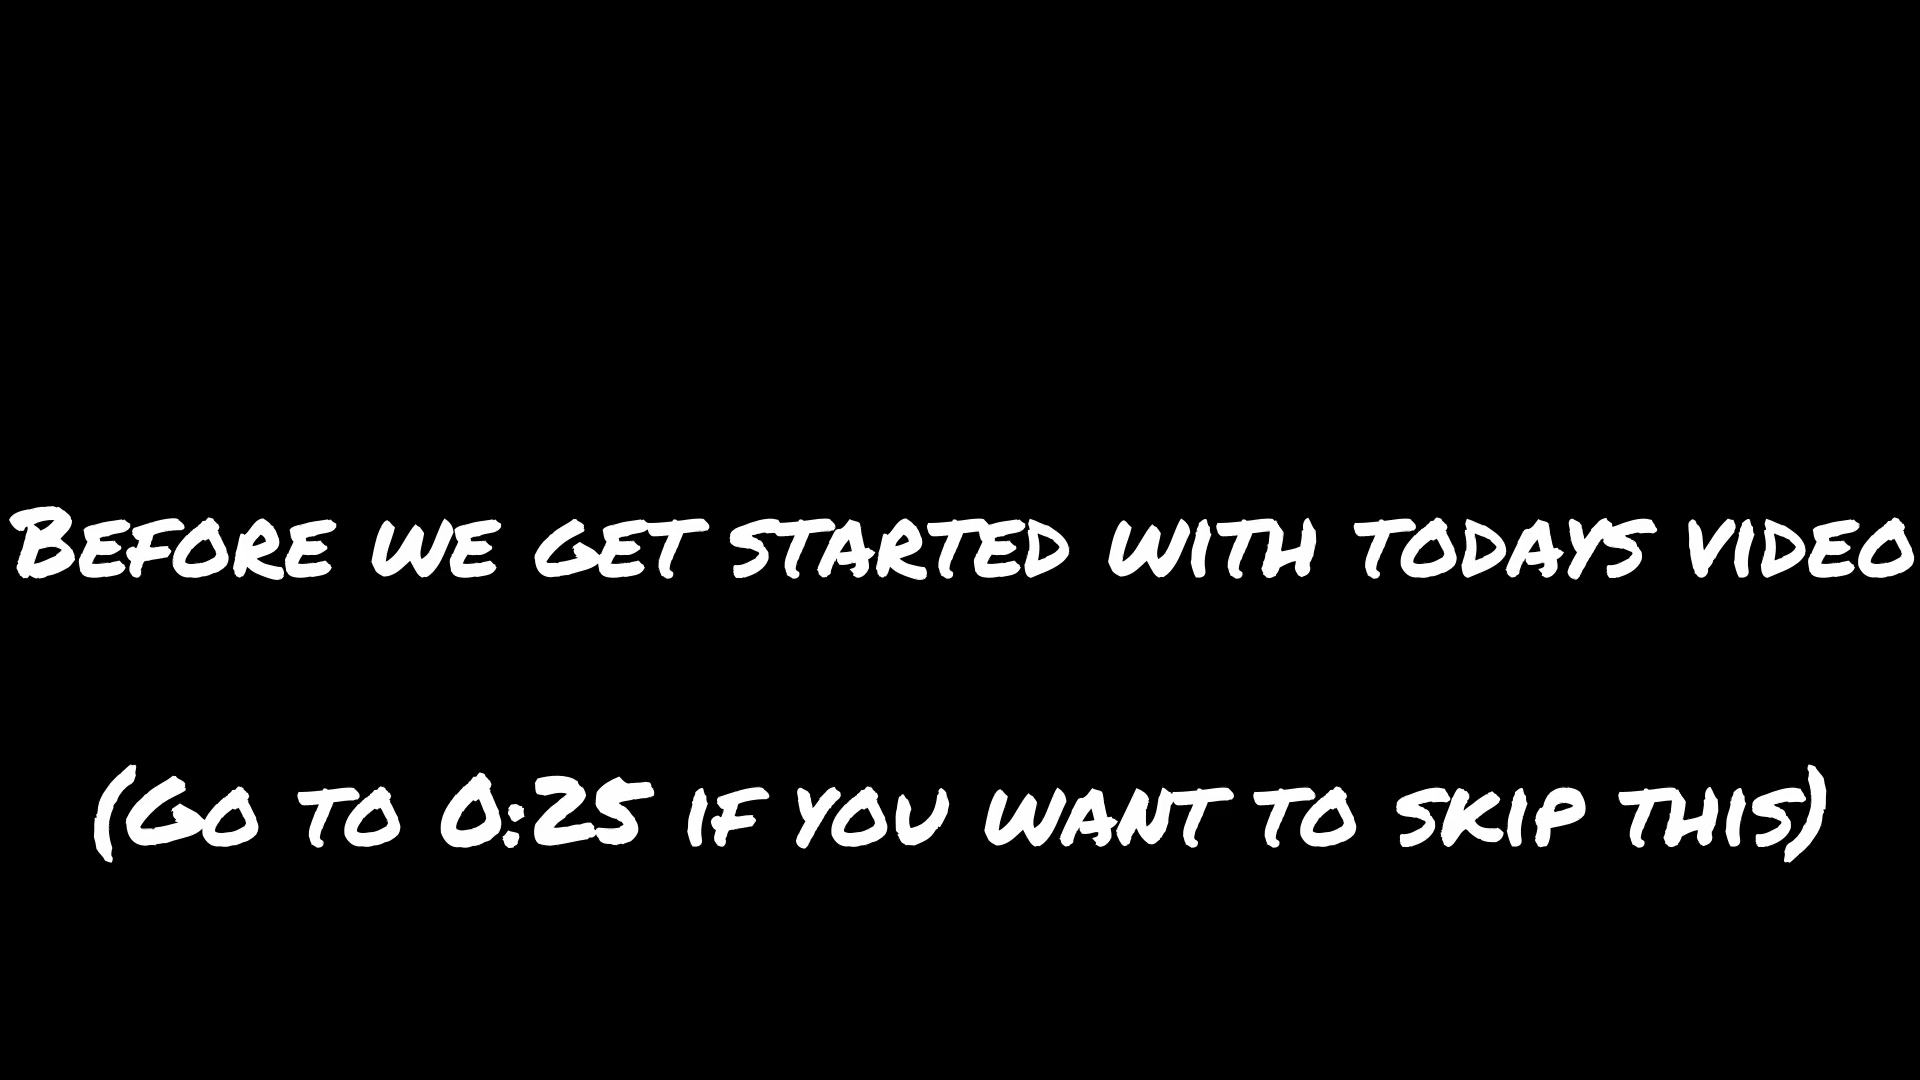 Before we get started with todays video
(Go to 0:25 if you want to skip this)